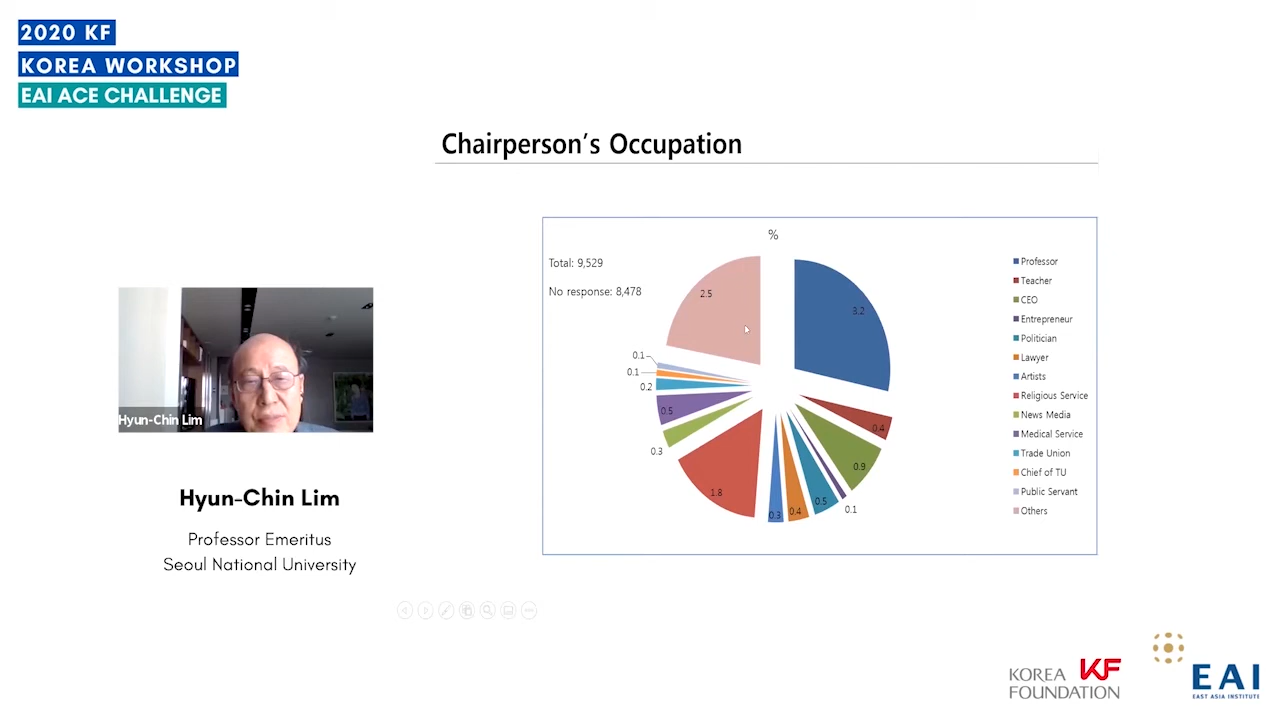 2020 KF
KOREA WORKSHOP
EAI ACE CHALLENGE
Chairperson's Occupation
%
Total: 9,529
No response: 8,478
2.5
3.2
0.1
0.1
0.2
0.5
0.3
1.8
0.3
0.4
0.5
0.1
0.9
0.4
Professor
Teacher
CEO
Entrepreneur
Politician
Lawyer
Artists
Religious Service
News Media
Medical Service
Trade Union
Chief of TU
Public Servant
Others
Hyun-Chin Lim
Hyun-Chin Lim
Professor Emeritus
Seoul National University
KOREA KF
FOUNDATION
EAI
EAST ASIA INSTITUTE